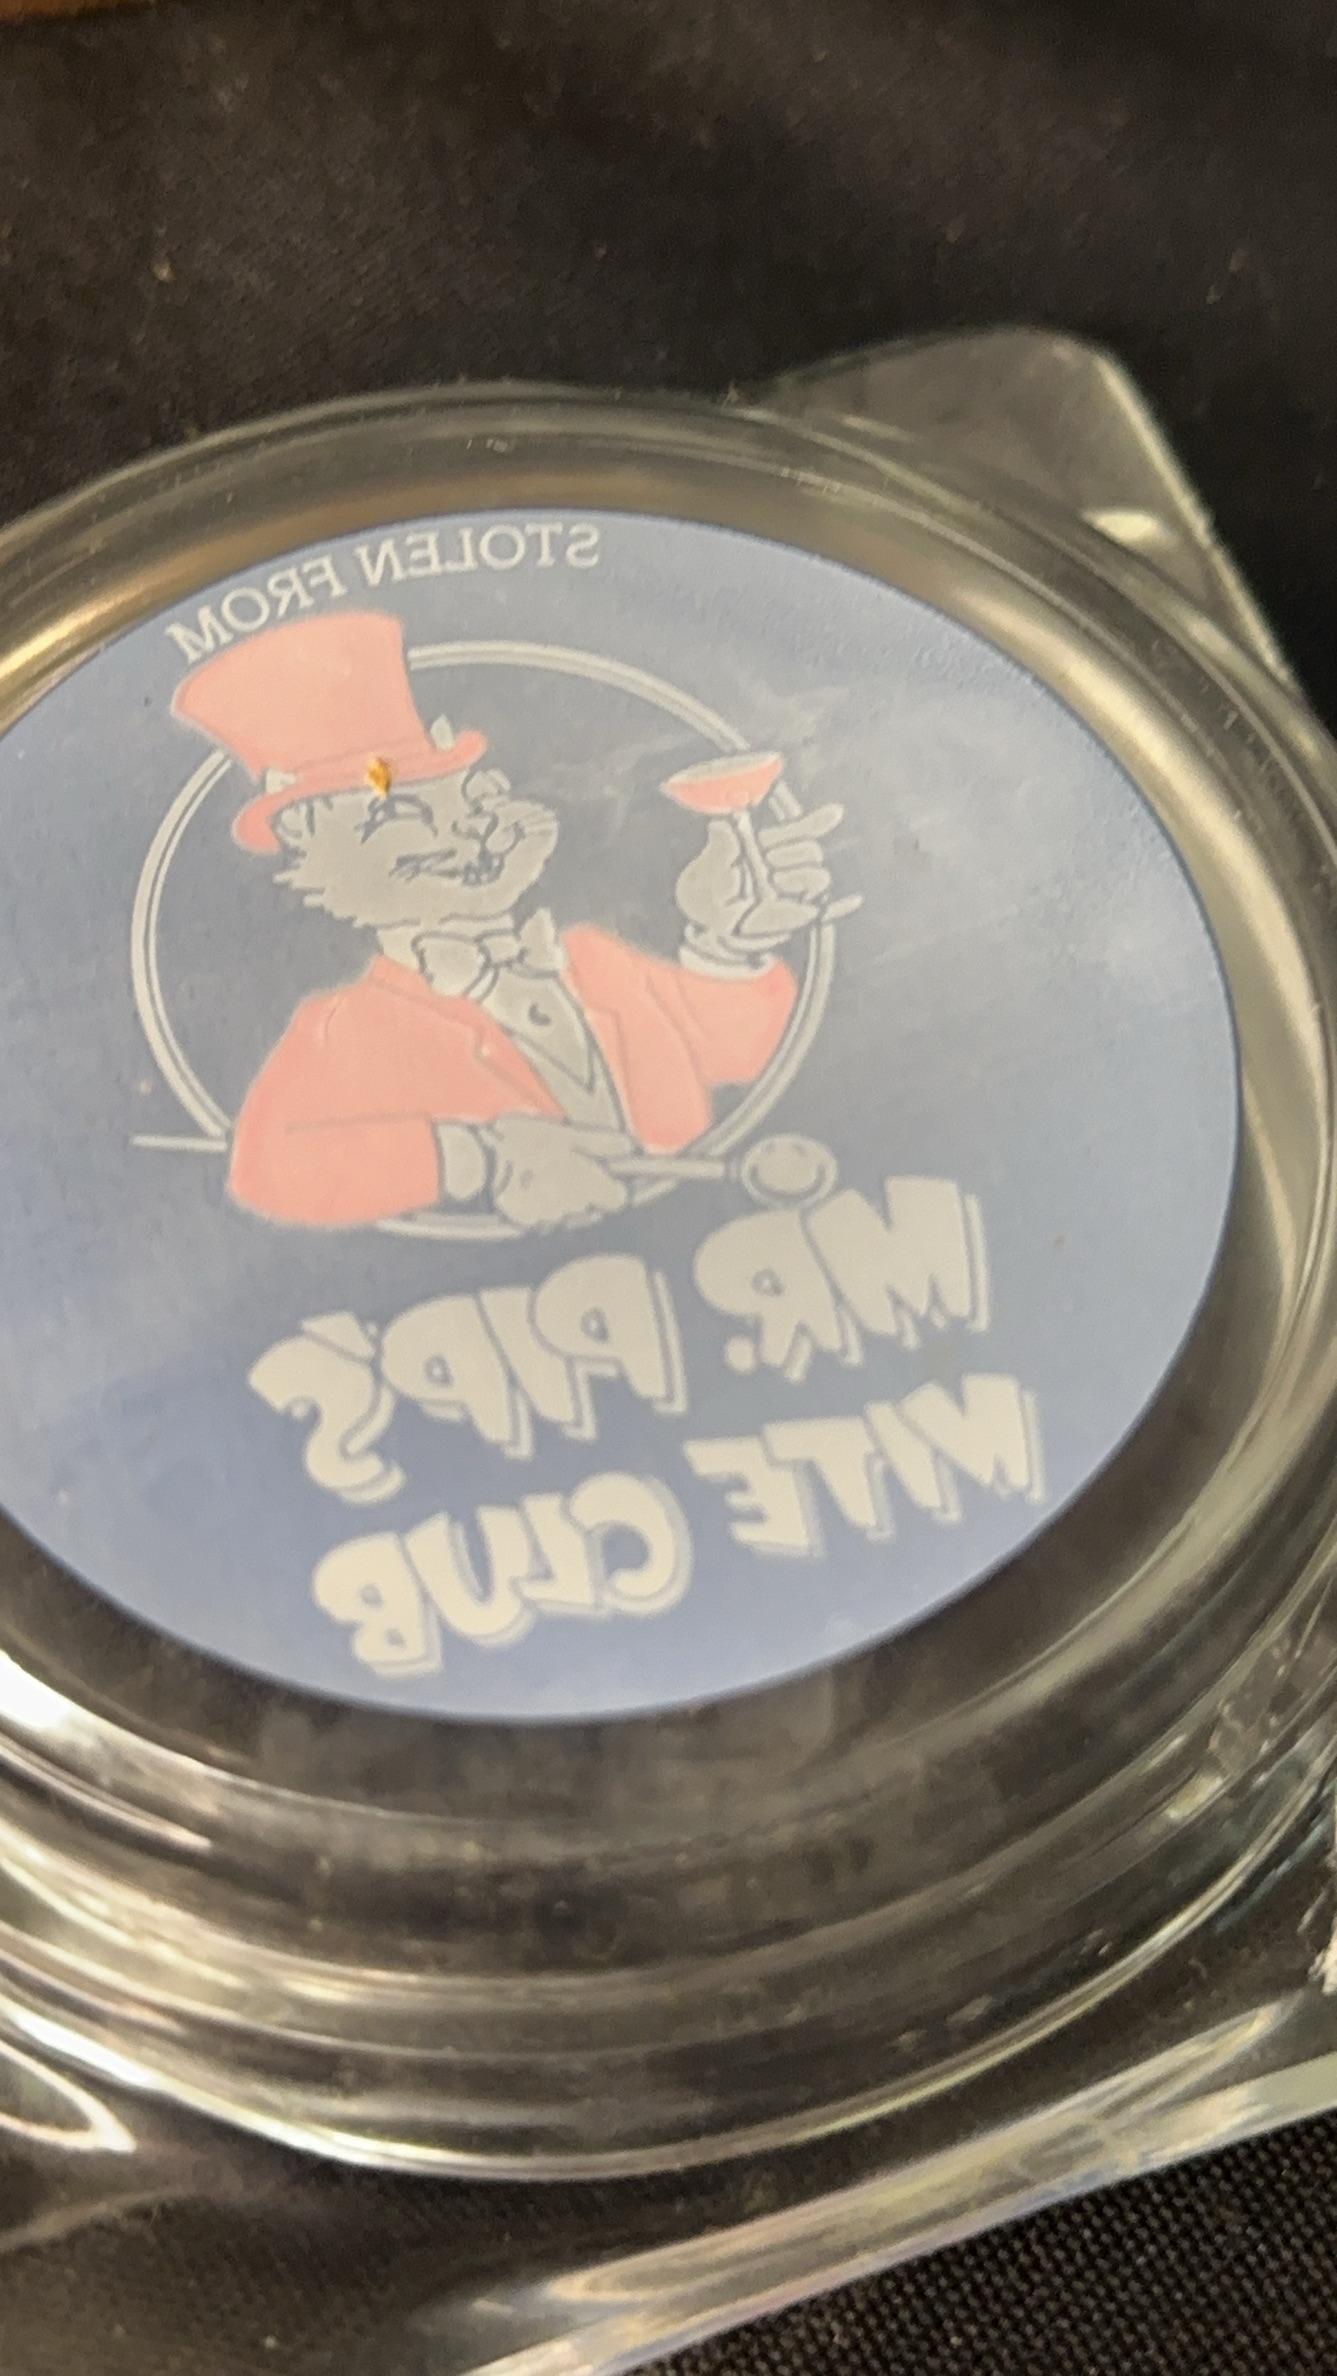 STOLEN FROM
MR. PIP'S
NITE CLUB